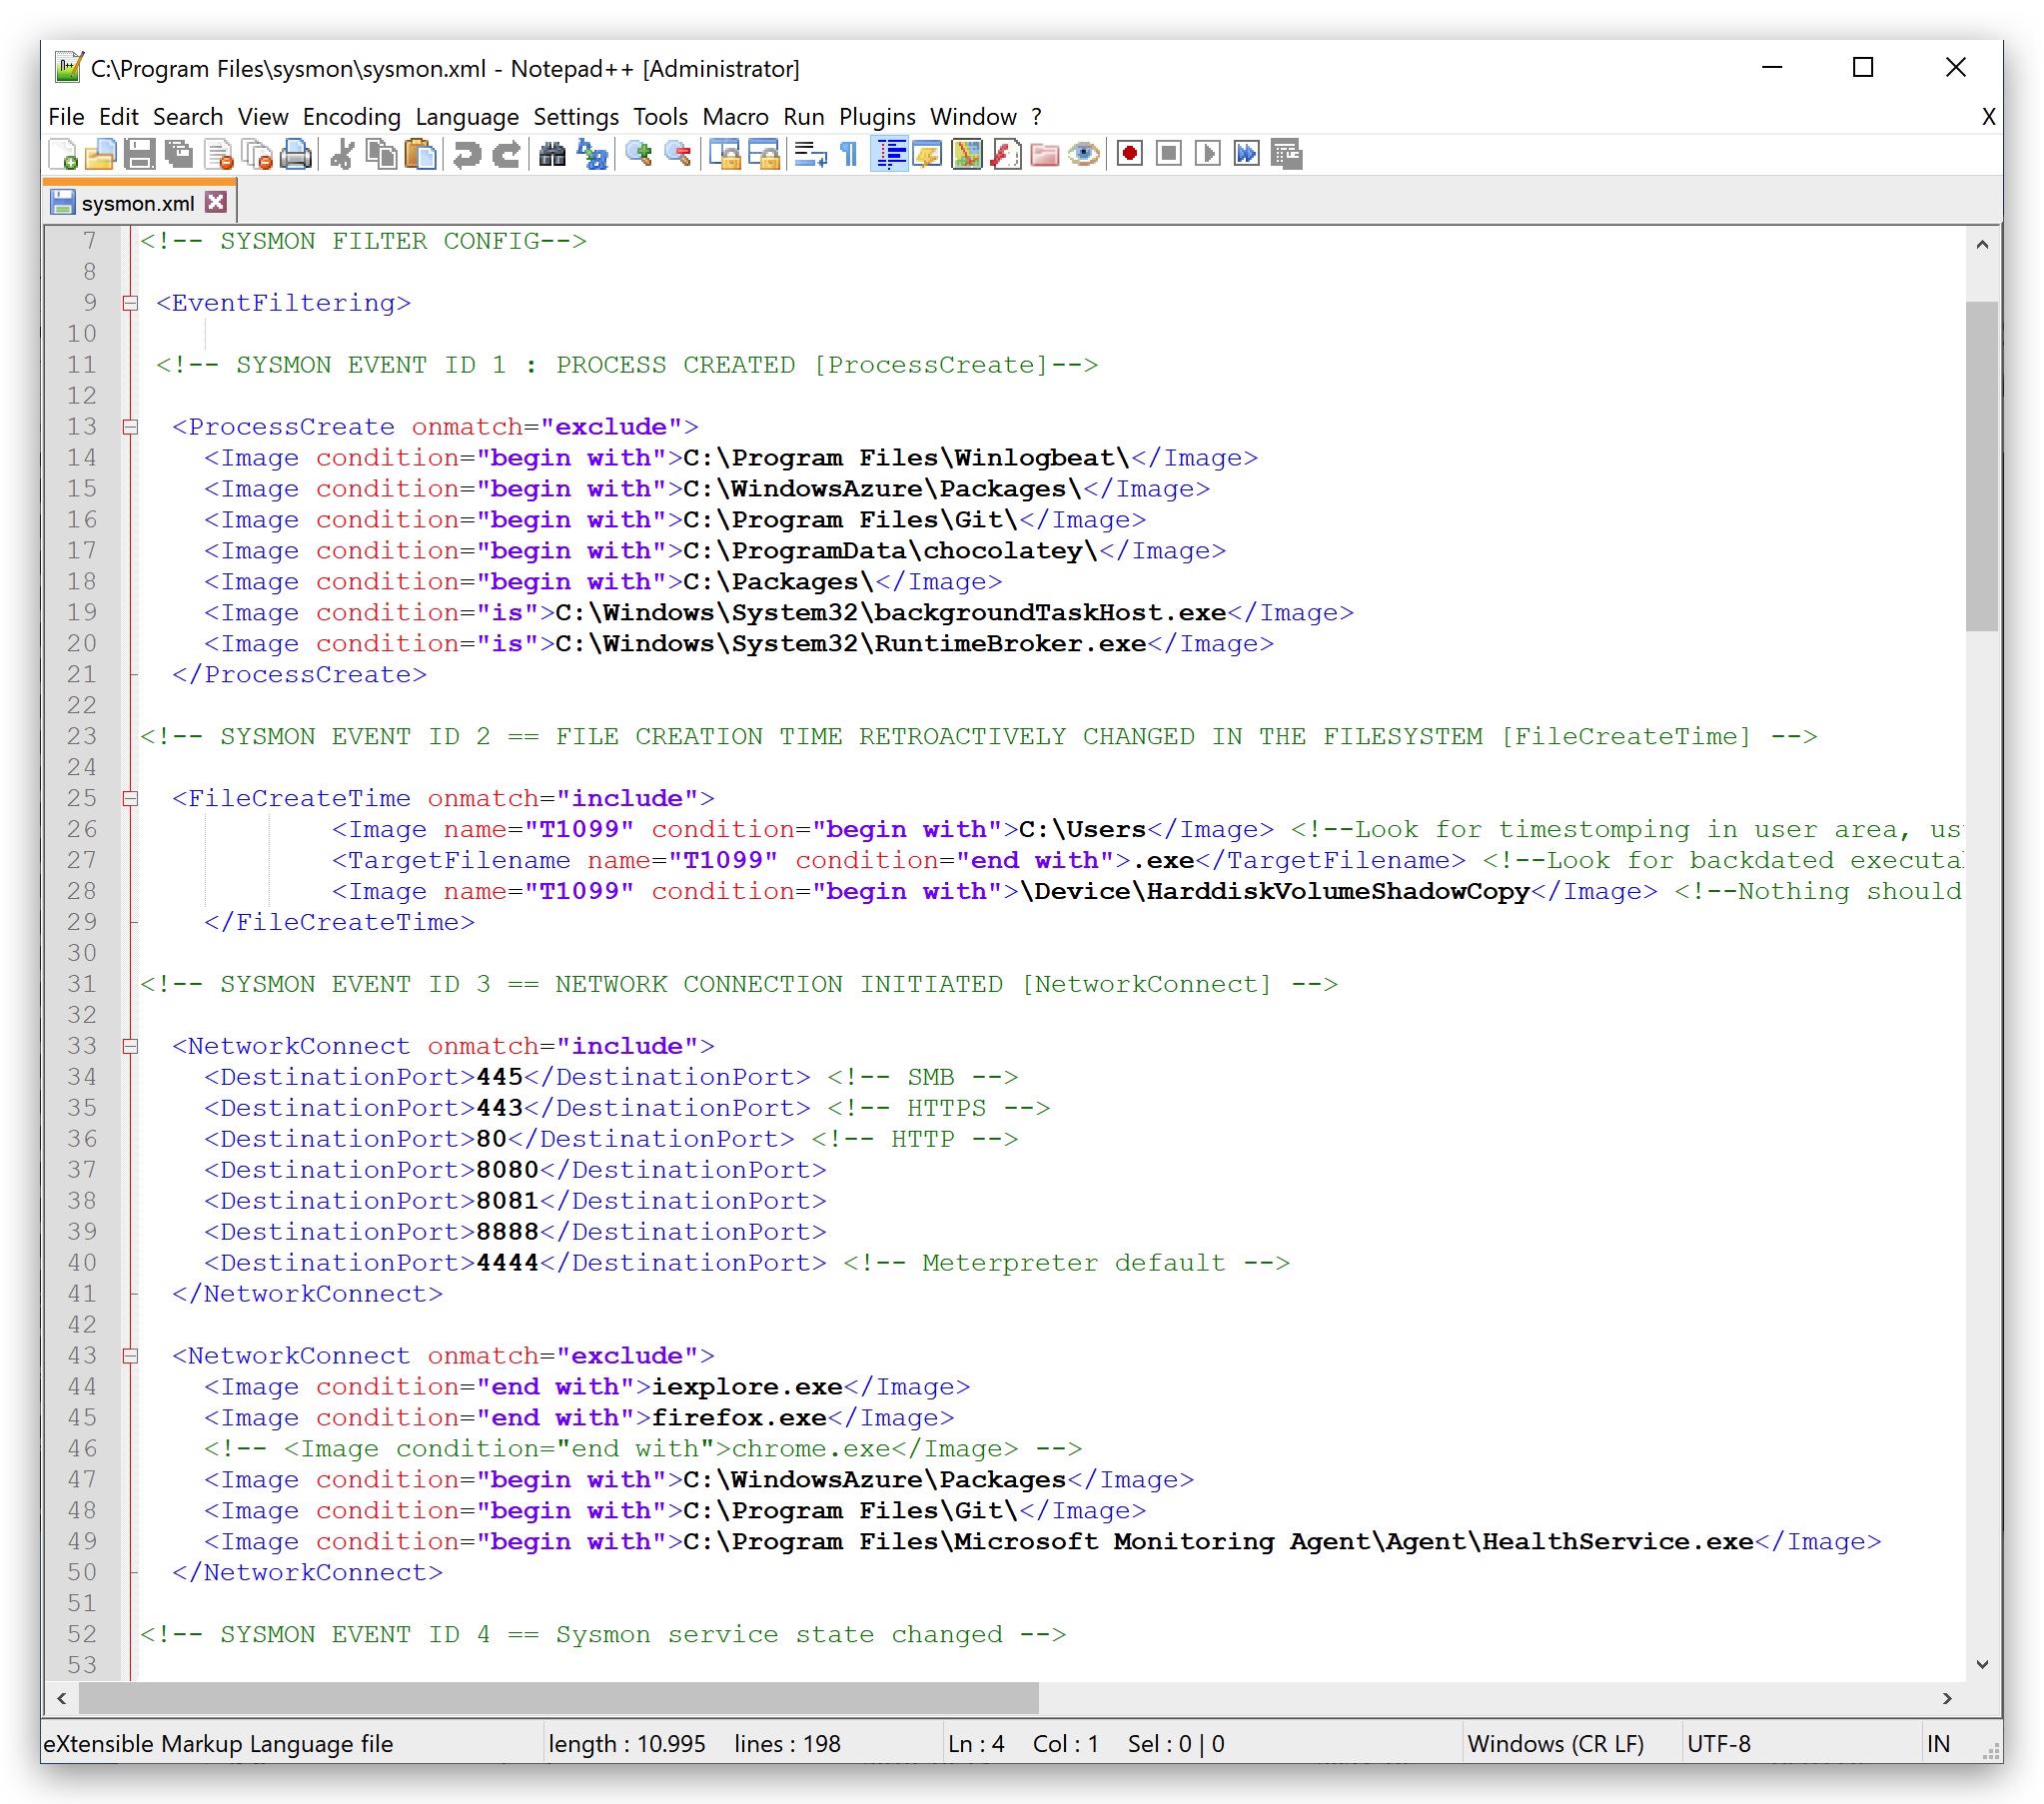 C:\Program Files\sysmon\sysmon.xml - Notepad++ [Administrator]
File Edit Search View Encoding Language Settings Tools Macro Run Plugins Window ? X
sysmon.xml
7 <!-- SYSMON FILTER CONFIG-->
8
9 <EventFiltering>
10
11 <!-- SYSMON EVENT ID 1 : PROCESS CREATED [ProcessCreate]-->
12
13 <ProcessCreate onmatch="exclude">
14 <Image condition="begin with">C:\Program Files\Winlogbeat\</Image>
15 <Image condition="begin with">C:\WindowsAzure\Packages\</Image>
16 <Image condition="begin with">C:\Program Files\Git\</Image>
17 <Image condition="begin with">C:\ProgramData\chocolatey\</Image>
18 <Image condition="begin with">C:\Packages\</Image>
19 <Image condition="is">C:\Windows\System32\backgroundTaskHost.exe</Image>
20 <Image condition="is">C:\Windows\System32\RuntimeBroker.exe</Image>
21 </ProcessCreate>
22
23 <!-- SYSMON EVENT ID 2 == FILE CREATION TIME RETROACTIVELY CHANGED IN THE FILESYSTEM [FileCreateTime] -->
24
25 <FileCreateTime onmatch="include">
26 <Image name="T1099" condition="begin with">C:\Users</Image> <!--Look for timestomping in user area, us
27 <TargetFilename name="T1099" condition="end with">.exe</TargetFilename> <!--Look for backdated executa
28 <Image name="T1099" condition="begin with">\Device\HarddiskVolumeShadowCopy</Image> <!--Nothing should
29 </FileCreateTime>
30
31 <!-- SYSMON EVENT ID 3 == NETWORK CONNECTION INITIATED [NetworkConnect] -->
32
33 <NetworkConnect onmatch="include">
34 <DestinationPort>445</DestinationPort> <!-- SMB -->
35 <DestinationPort>443</DestinationPort> <!-- HTTPS -->
36 <DestinationPort>80</DestinationPort> <!-- HTTP -->
37 <DestinationPort>8080</DestinationPort>
38 <DestinationPort>8081</DestinationPort>
39 <DestinationPort>8888</DestinationPort>
40 <DestinationPort>4444</DestinationPort> <!-- Meterpreter default -->
41 </NetworkConnect>
42
43 <NetworkConnect onmatch="exclude">
44 <Image condition="end with">iexplore.exe</Image>
45 <Image condition="end with">firefox.exe</Image>
46 <!-- <Image condition="end with">chrome.exe</Image> -->
47 <Image condition="begin with">C:\WindowsAzure\Packages</Image>
48 <Image condition="begin with">C:\Program Files\Git\</Image>
49 <Image condition="begin with">C:\Program Files\Microsoft Monitoring Agent\Agent\HealthService.exe</Image>
50 </NetworkConnect>
51
52 <!-- SYSMON EVENT ID 4 == Sysmon service state changed -->
53
eXtensible Markup Language file length : 10.995 lines : 198 Ln : 4 Col : 1 Sel : 0 | 0 Windows (CR LF) UTF-8 IN